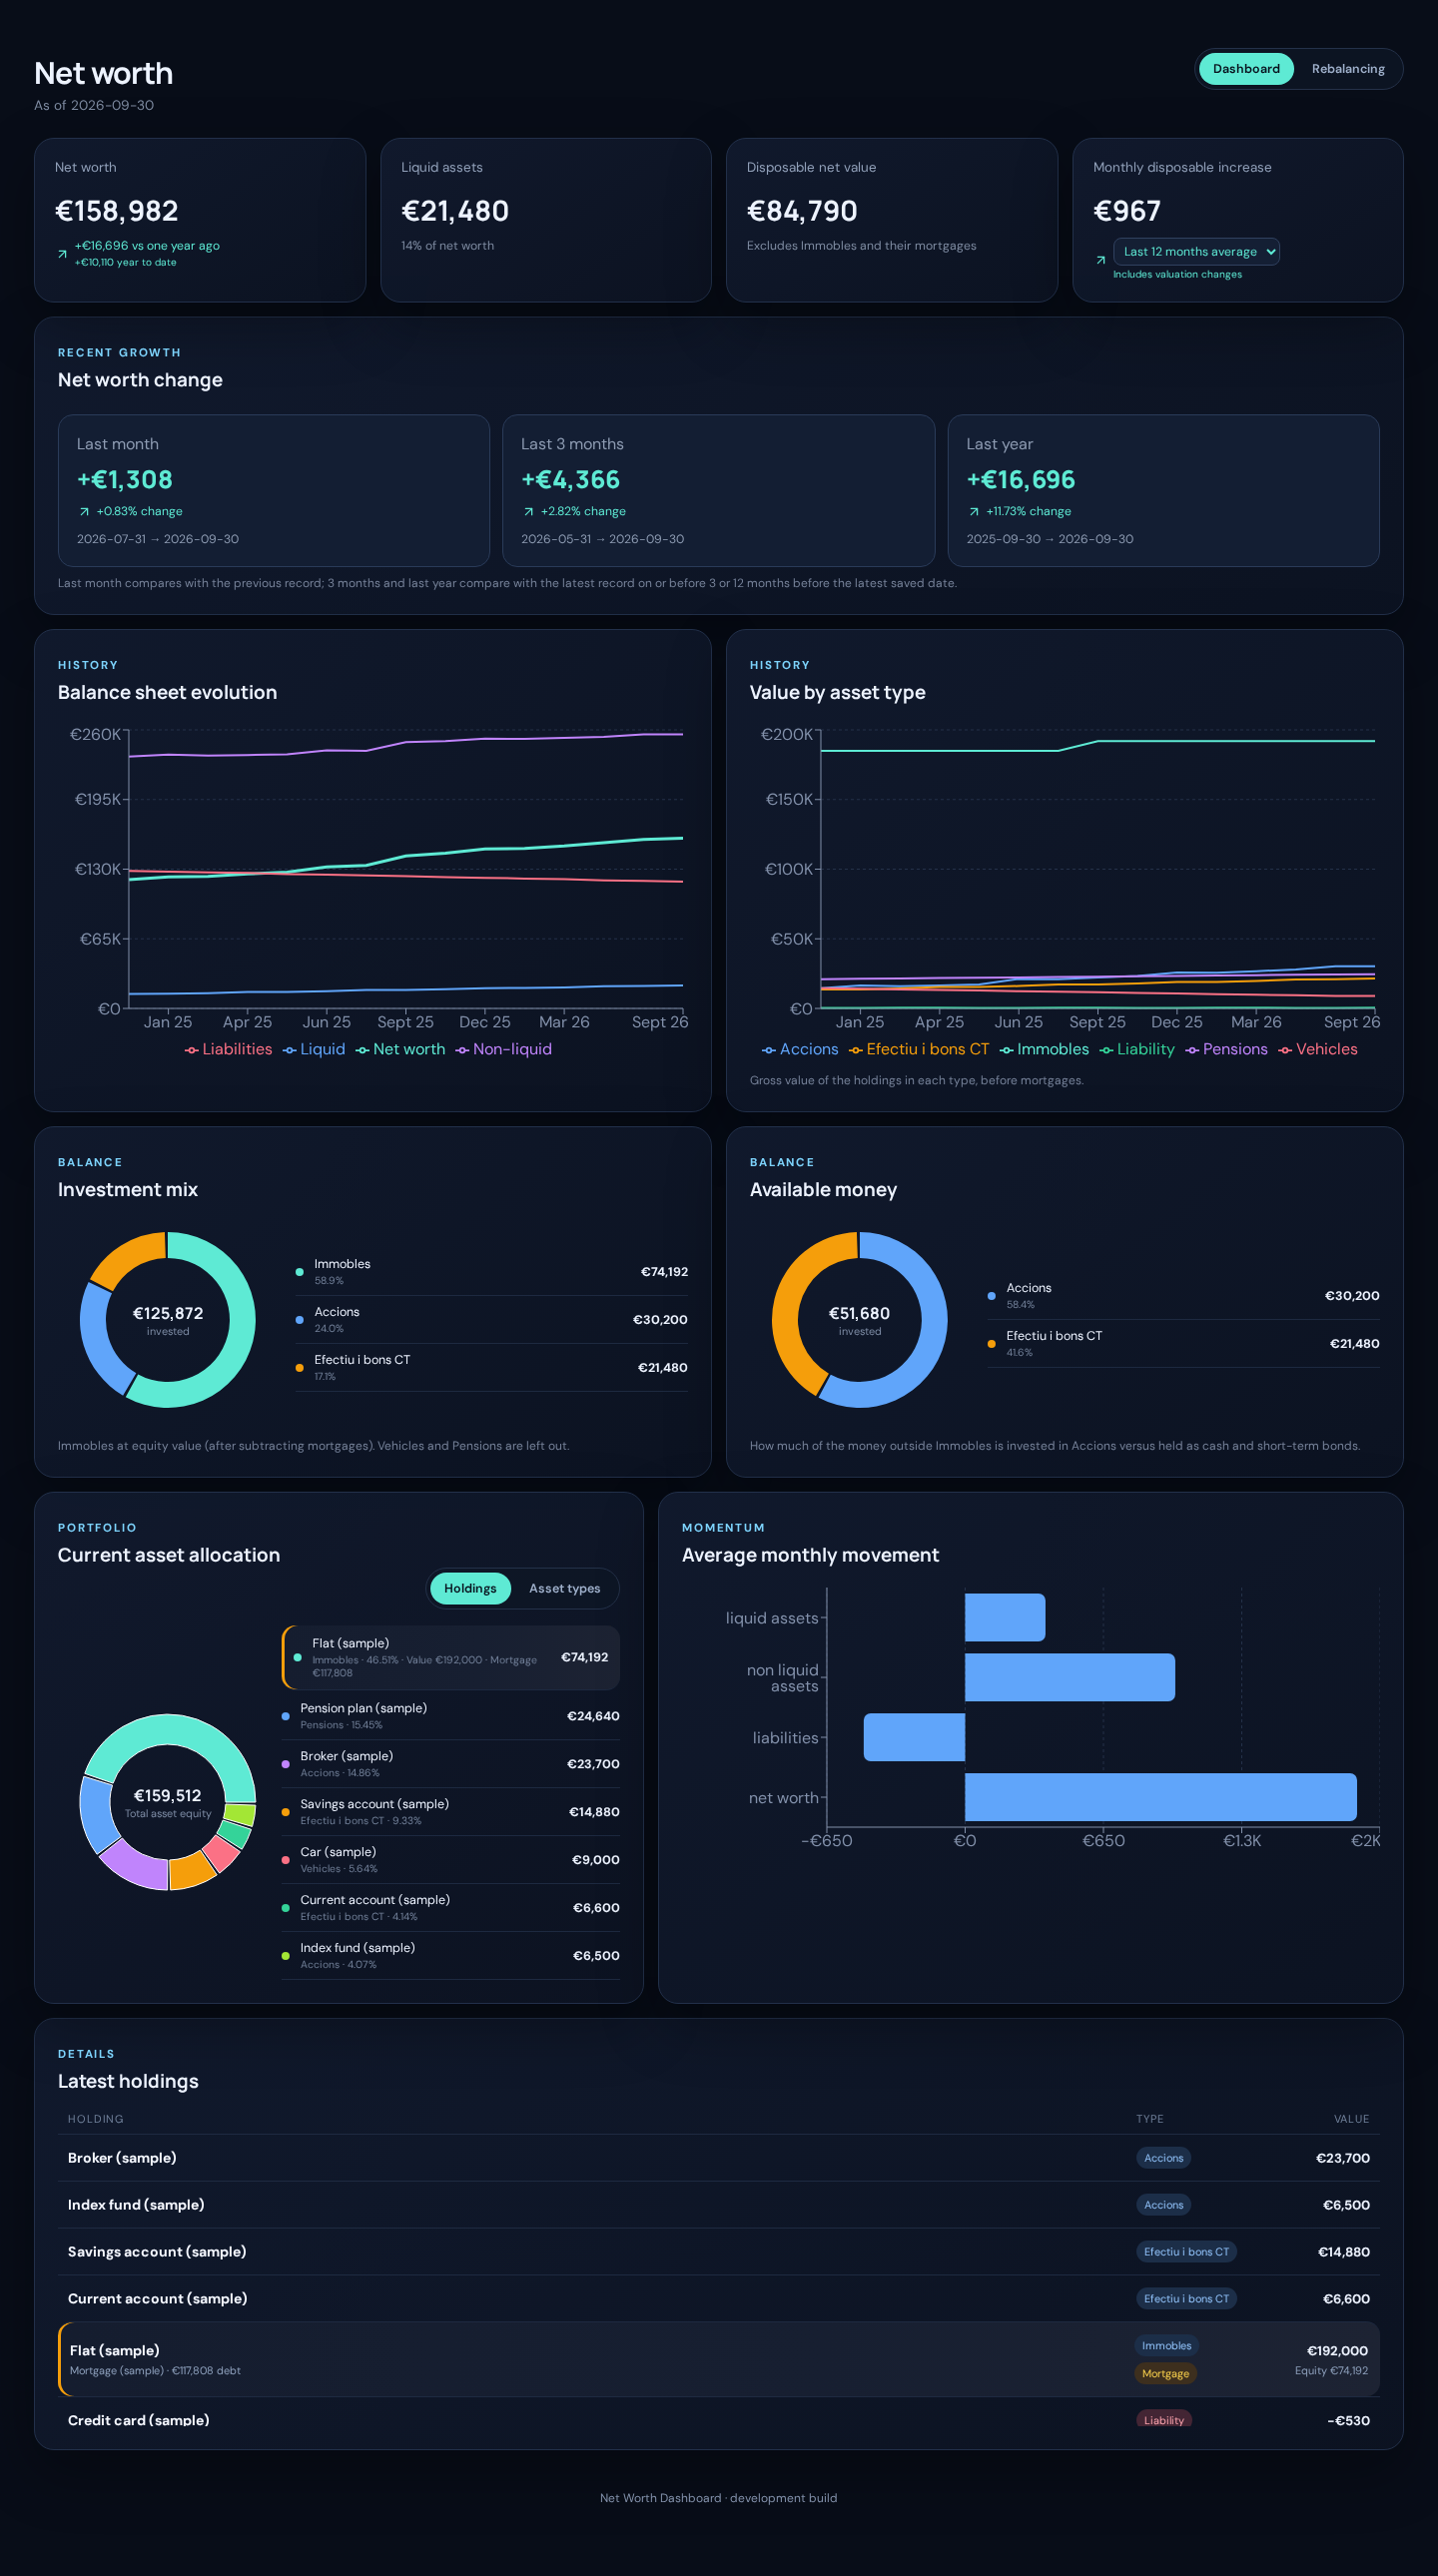 Net worth
As of 2026-09-30
Dashboard
Rebalancing
Net worth
€158,982
+€16,696 vs one year ago
+€10,110 year to date
Liquid assets
€21,480
14% of net worth
Disposable net value
€84,790
Excludes Immobles and their mortgages
Monthly disposable increase
€967
Last 12 months average
Includes valuation changes
RECENT GROWTH
Net worth change
Last month
+€1,308
+0.83% change
2026-07-31 → 2026-09-30
Last 3 months
+€4,366
+2.82% change
2026-05-31 → 2026-09-30
Last year
+€16,696
+11.73% change
2025-09-30 → 2026-09-30
Last month compares with the previous record; 3 months and last year compare with the latest record on or before 3 or 12 months before the latest saved date.
HISTORY
Balance sheet evolution
€260K
€195K
€130K
€65K
€0
Jan 25 Apr 25 Jun 25 Sept 25 Dec 25 Mar 26 Sept 26
Liabilities Liquid Net worth Non-liquid
HISTORY
Value by asset type
€200K
€150K
€100K
€50K
€0
Jan 25 Apr 25 Jun 25 Sept 25 Dec 25 Mar 26 Sept 26
Accions Efectiu i bons CT Immobles Liability Pensions Vehicles
Gross value of the holdings in each type, before mortgages.
BALANCE
Investment mix
€125,872
invested
Immobles
58.9%
€74,192
Accions
24.0%
€30,200
Efectiu i bons CT
17.1%
€21,480
Immobles at equity value (after subtracting mortgages). Vehicles and Pensions are left out.
BALANCE
Available money
€51,680
invested
Accions
58.4%
€30,200
Efectiu i bons CT
41.6%
€21,480
How much of the money outside Immobles is invested in Accions versus held as cash and short-term bonds.
PORTFOLIO
Current asset allocation
Holdings
Asset types
€159,512
Total asset equity
Flat (sample)
Immobles · 46.51% · Value €192,000 · Mortgage
€117,808
€74,192
Pension plan (sample)
Pensions · 15.45%
€24,640
Broker (sample)
Accions · 14.86%
€23,700
Savings account (sample)
Efectiu i bons CT · 9.33%
€14,880
Car (sample)
Vehicles · 5.64%
€9,000
Current account (sample)
Efectiu i bons CT · 4.14%
€6,600
Index fund (sample)
Accions · 4.07%
€6,500
MOMENTUM
Average monthly movement
liquid assets
non liquid
assets
liabilities
net worth
-€650 €0 €650 €1.3K €2K
DETAILS
Latest holdings
HOLDING TYPE VALUE
Broker (sample) Accions €23,700
Index fund (sample) Accions €6,500
Savings account (sample) Efectiu i bons CT €14,880
Current account (sample) Efectiu i bons CT €6,600
Flat (sample) Immobles €192,000
Mortgage (sample) · €117,808 debt Mortgage Equity €74,192
Credit card (sample) Liability -€530
Net Worth Dashboard · development build